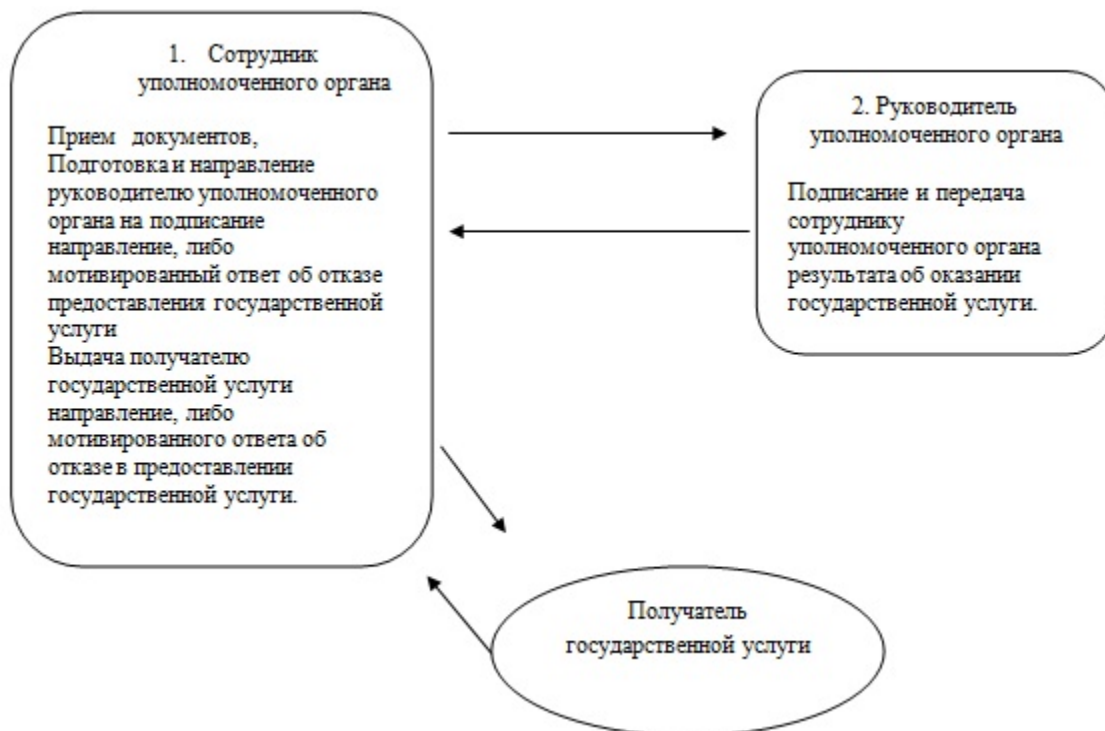 1. Сотрудник
уполномоченного органа
Прием документов,
Подготовка и направление
руководителю уполномоченного
органа на подписание
направление, либо
мотивированный ответ об отказе
предоставления государственной
услуги
Выдача получателю
государственной услуги
направление, либо
мотивированного ответа об
отказе в предоставлении
государственной услуги.
2. Руководитель
уполномоченного органа
Подписание и передача
сотруднику
уполномоченного органа
результата об оказании
государственной услуги.
Получатель
государственной услуги